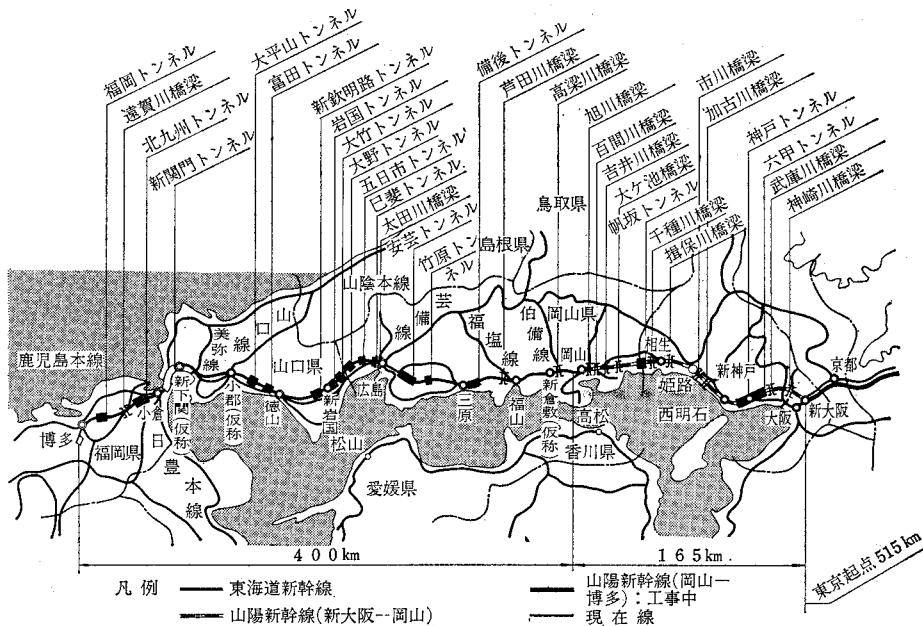 福岡トンネル
遠賀川橋梁
北九州トンネル
新関門トンネル
大平山トンネル
富田トンネル
新欽明路トンネル
岩国トンネル
大竹トンネル
大野トンネル
五日市トンネル
己斐トンネル
太田川橋梁
安芸トンネル
竹原トンネル
備後トンネル
芦田川橋梁
高梁川橋梁
旭川橋梁
百間川橋梁
吉井川橋梁
大ケ池橋梁
帆坂トンネル
千種川橋梁
揖保川橋梁
市川橋梁
加古川橋梁
神戸トンネル
六甲トンネル
武庫川橋梁
神崎川橋梁
鳥取県
島根県
山陰本線
岡山県
山口県
鹿児島本線
美弥線
山口線
芸備線
福塩線
伯備線
博多
小倉
新下関(仮称)
小郡(仮称)
徳山
新岩国
広島
三原
福山
新倉敷(仮称)
岡山
相生
姫路
西明石
新神戸
大阪
新大阪
京都
福岡県
日豊本線
松山
愛媛県
高松
香川県
400km
165km
東京起点515km
凡例
東海道新幹線
山陽新幹線(新大阪--岡山)
山陽新幹線(岡山—
博多):工事中
現在線